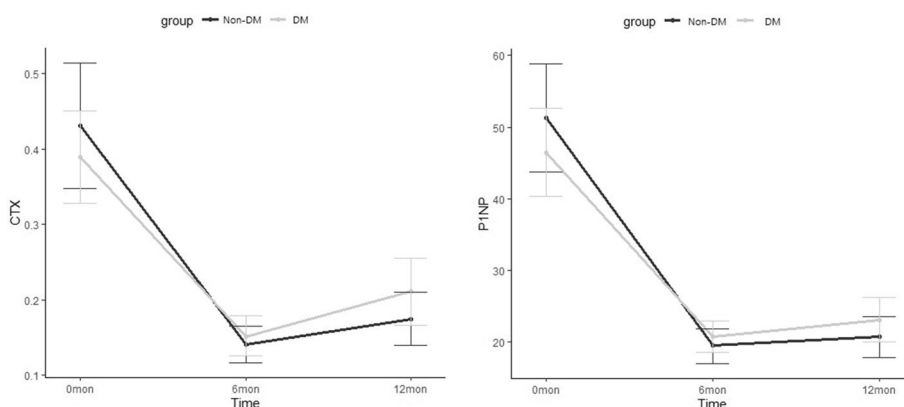 group Non-DM DM
0.5
0.4
0.3
0.2
0.1
CTX
0mon 6mon 12mon
Time
group Non-DM DM
60
50
40
30
20
P1NP
0mon 6mon 12mon
Time